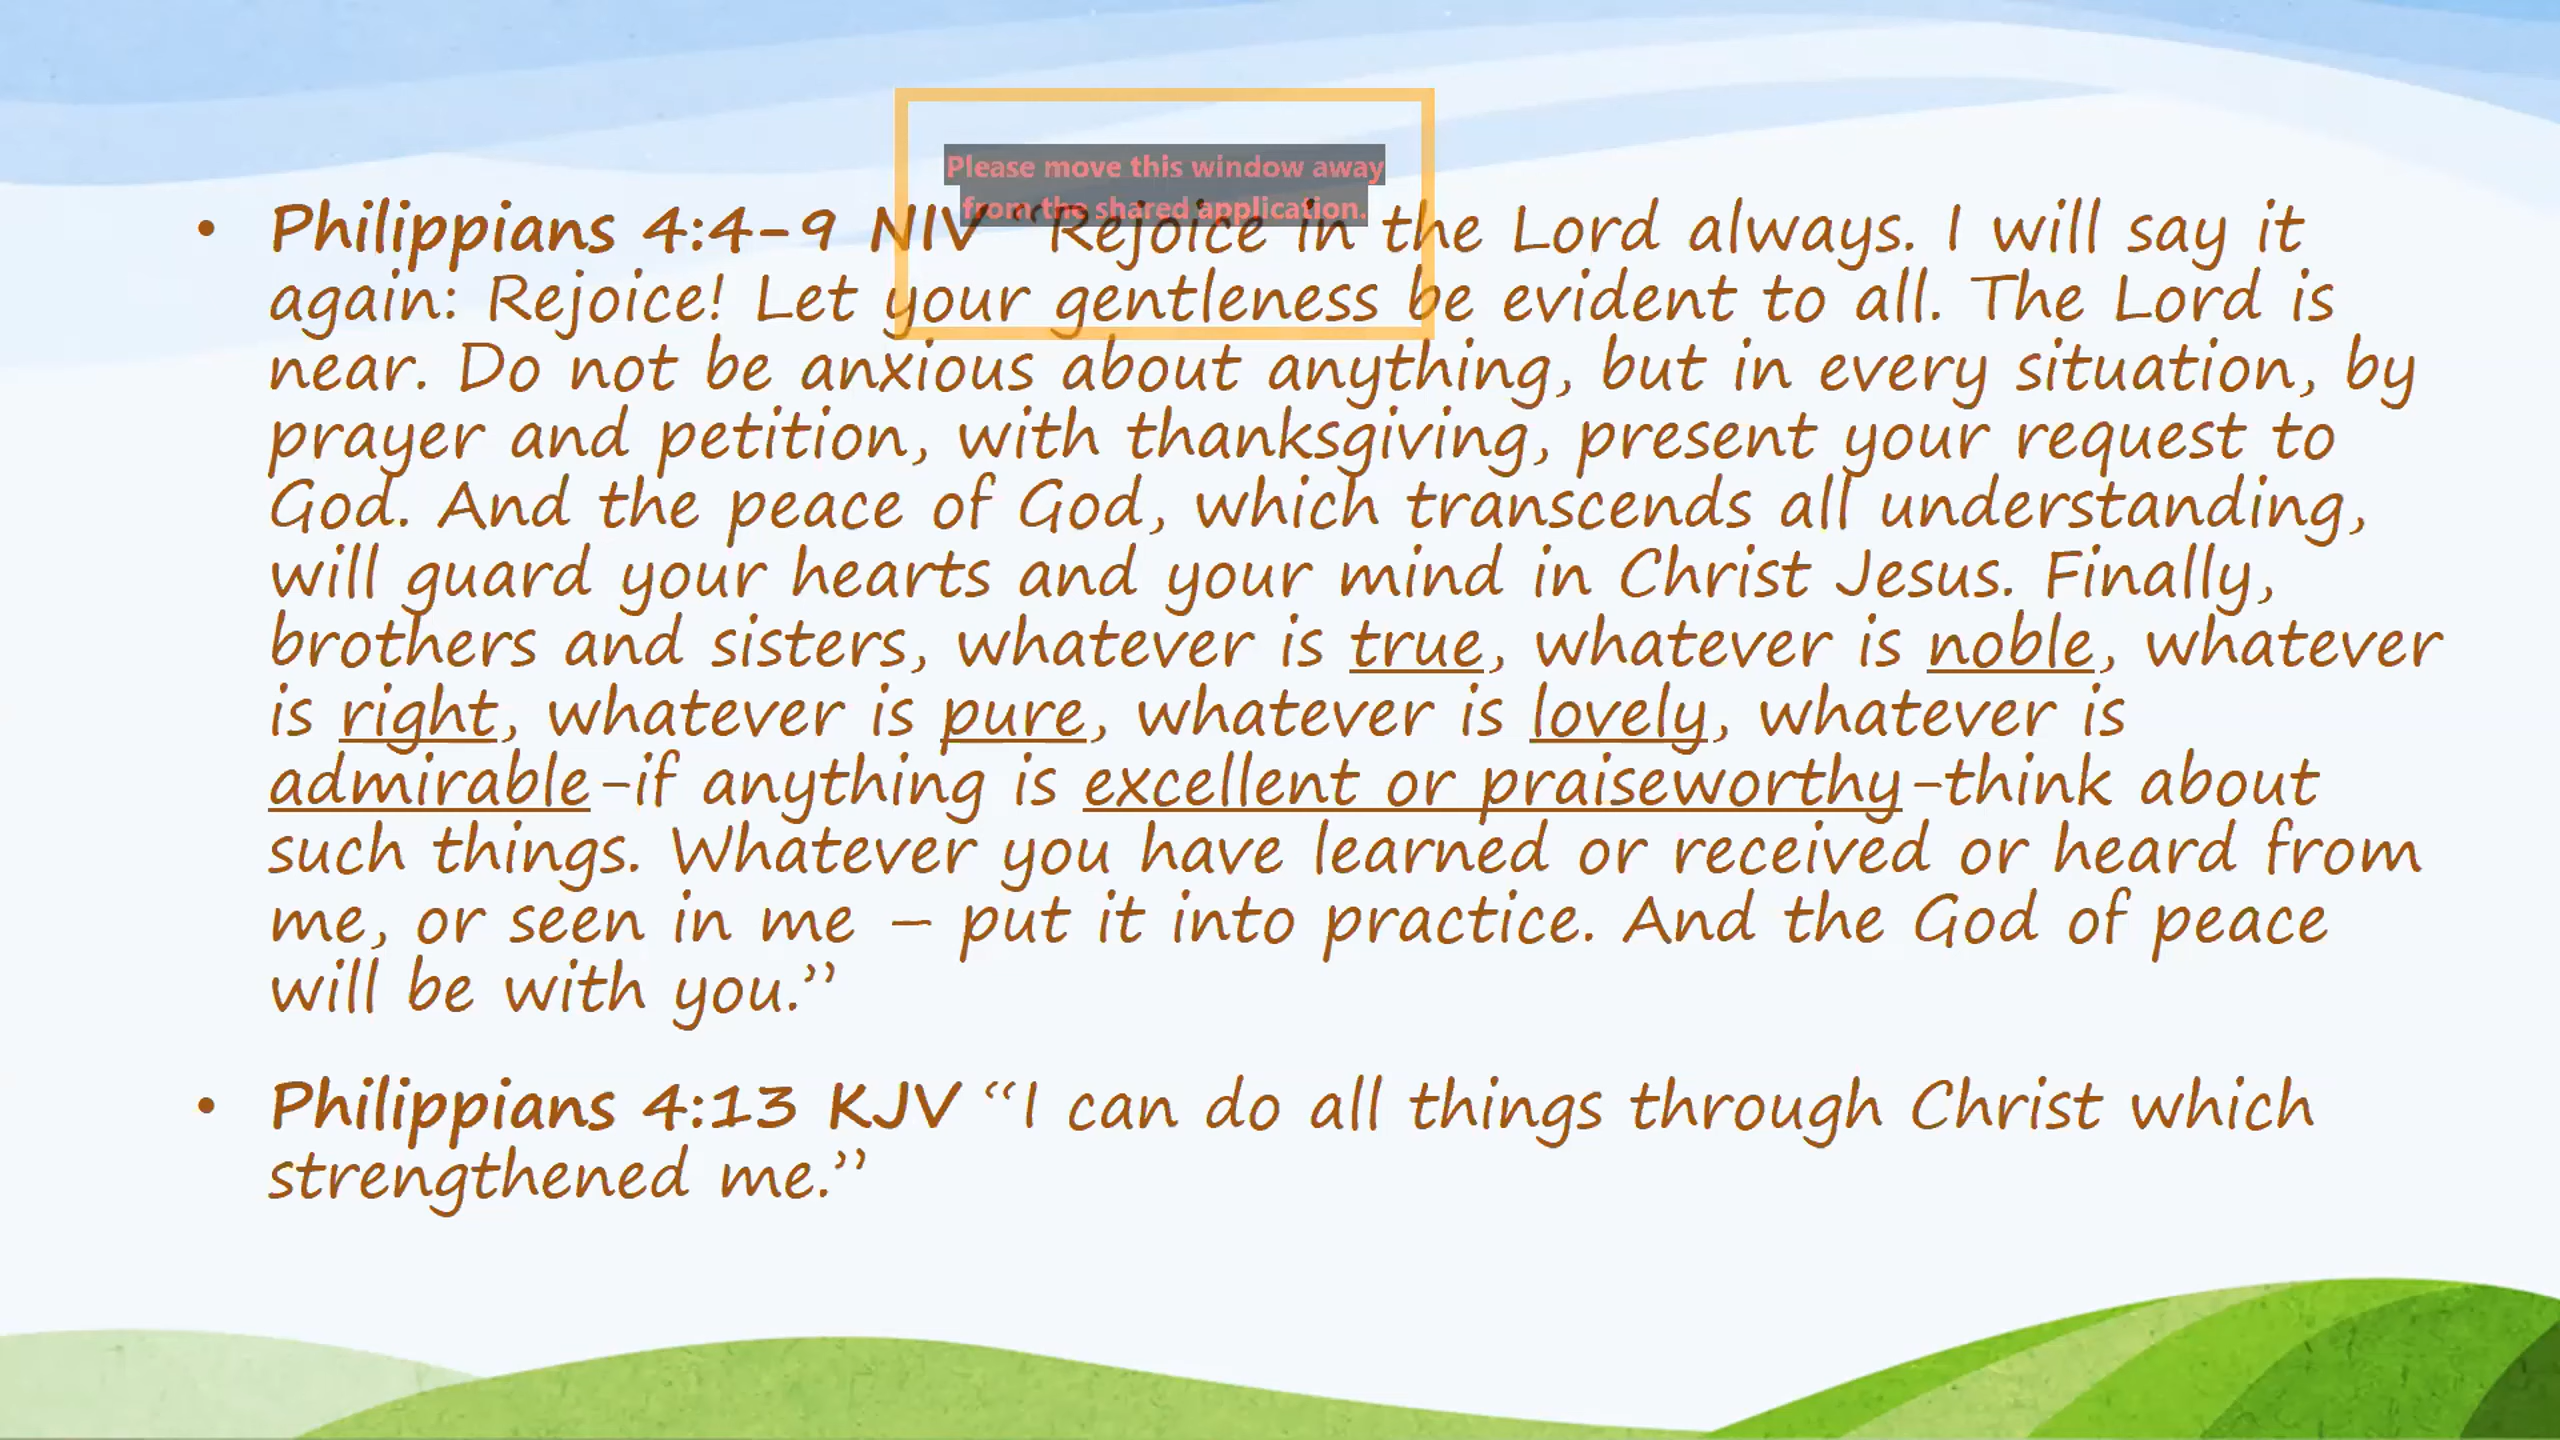 Please move this window away
from the shared application.
• Philippians 4:4-9 NIV “Rejoice in the Lord always. I will say it
again: Rejoice! Let your gentleness be evident to all. The Lord is
near. Do not be anxious about anything, but in every situation, by
prayer and petition, with thanksgiving, present your request to
God. And the peace of God, which transcends all understanding,
will guard your hearts and your mind in Christ Jesus. Finally,
brothers and sisters, whatever is true, whatever is noble, whatever
is right, whatever is pure, whatever is lovely, whatever is
admirable-if anything is excellent or praiseworthy-think about
such things. Whatever you have learned or received or heard from
me, or seen in me – put it into practice. And the God of peace
will be with you.”
• Philippians 4:13 KJV “I can do all things through Christ which
strengthened me.”